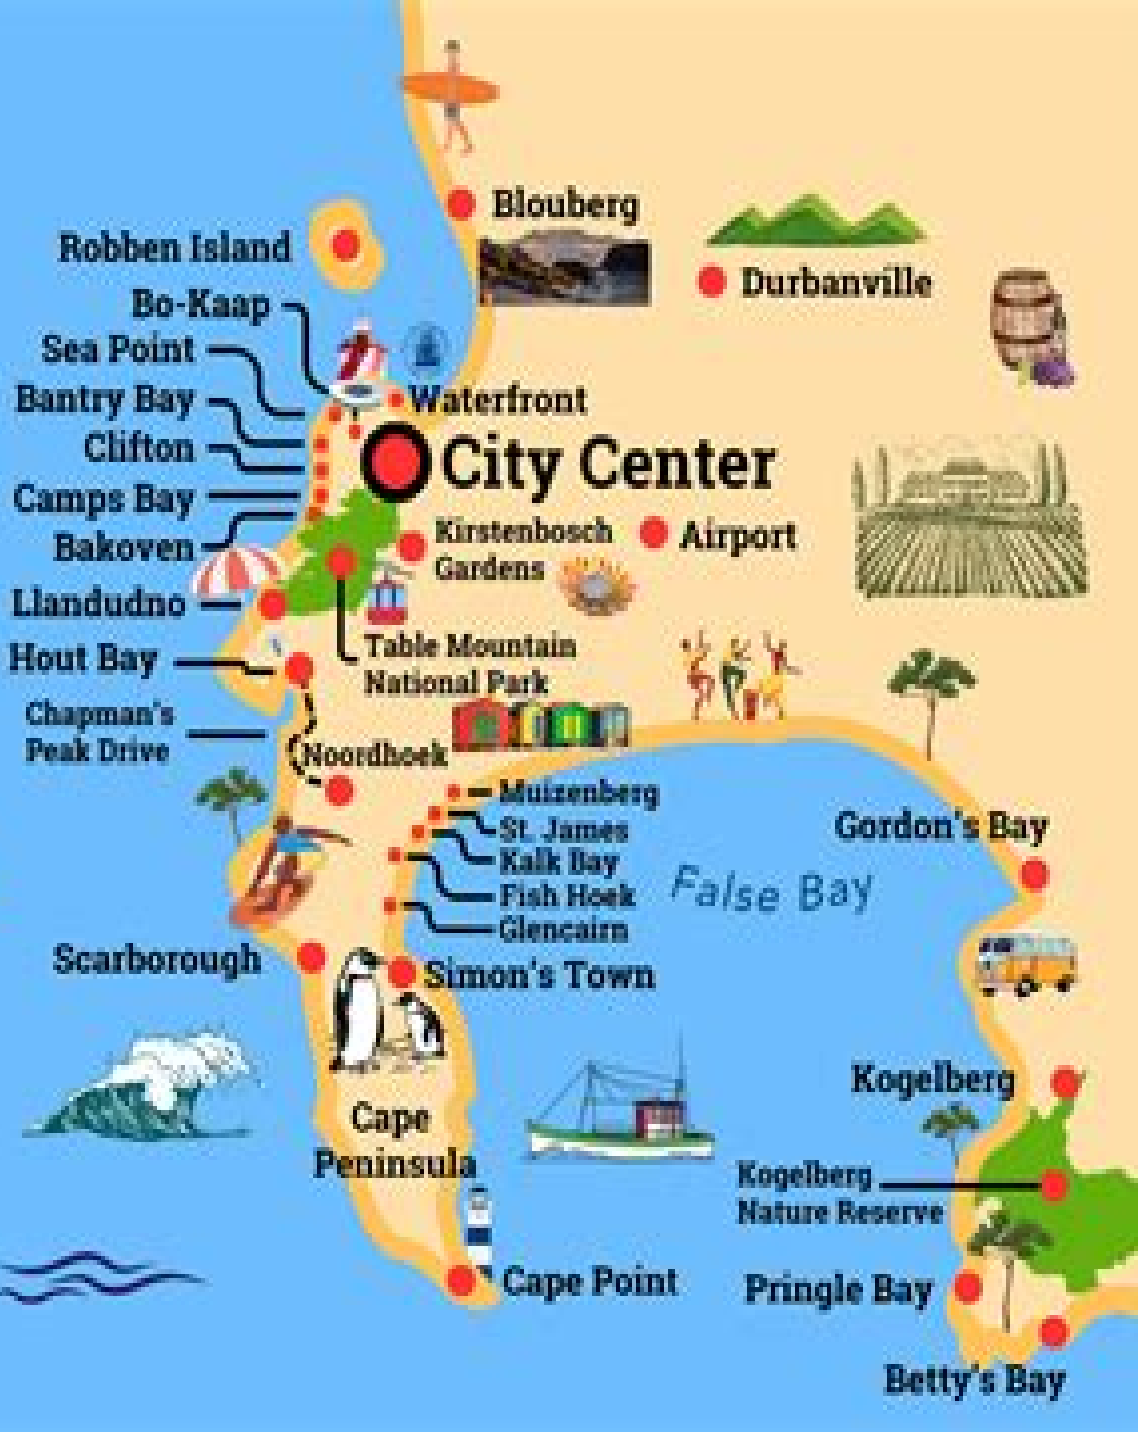 Blouberg
Robben Island
Durbanville
Bo-Kaap
Sea Point
Bantry Bay
Waterfront
Clifton
City Center
Camps Bay
Bakoven
Kirstenbosch
Gardens
Airport
Llandudno
Hout Bay
Table Mountain
National Park
Chapman's
Peak Drive
Noordhoek
Muizenberg
St. James
Kalk Bay
Fish Hoek
Glencairn
Gordon's Bay
False Bay
Scarborough
Simon's Town
Kogelberg
Cape
Peninsula
Kogelberg
Nature Reserve
Cape Point
Pringle Bay
Betty's Bay